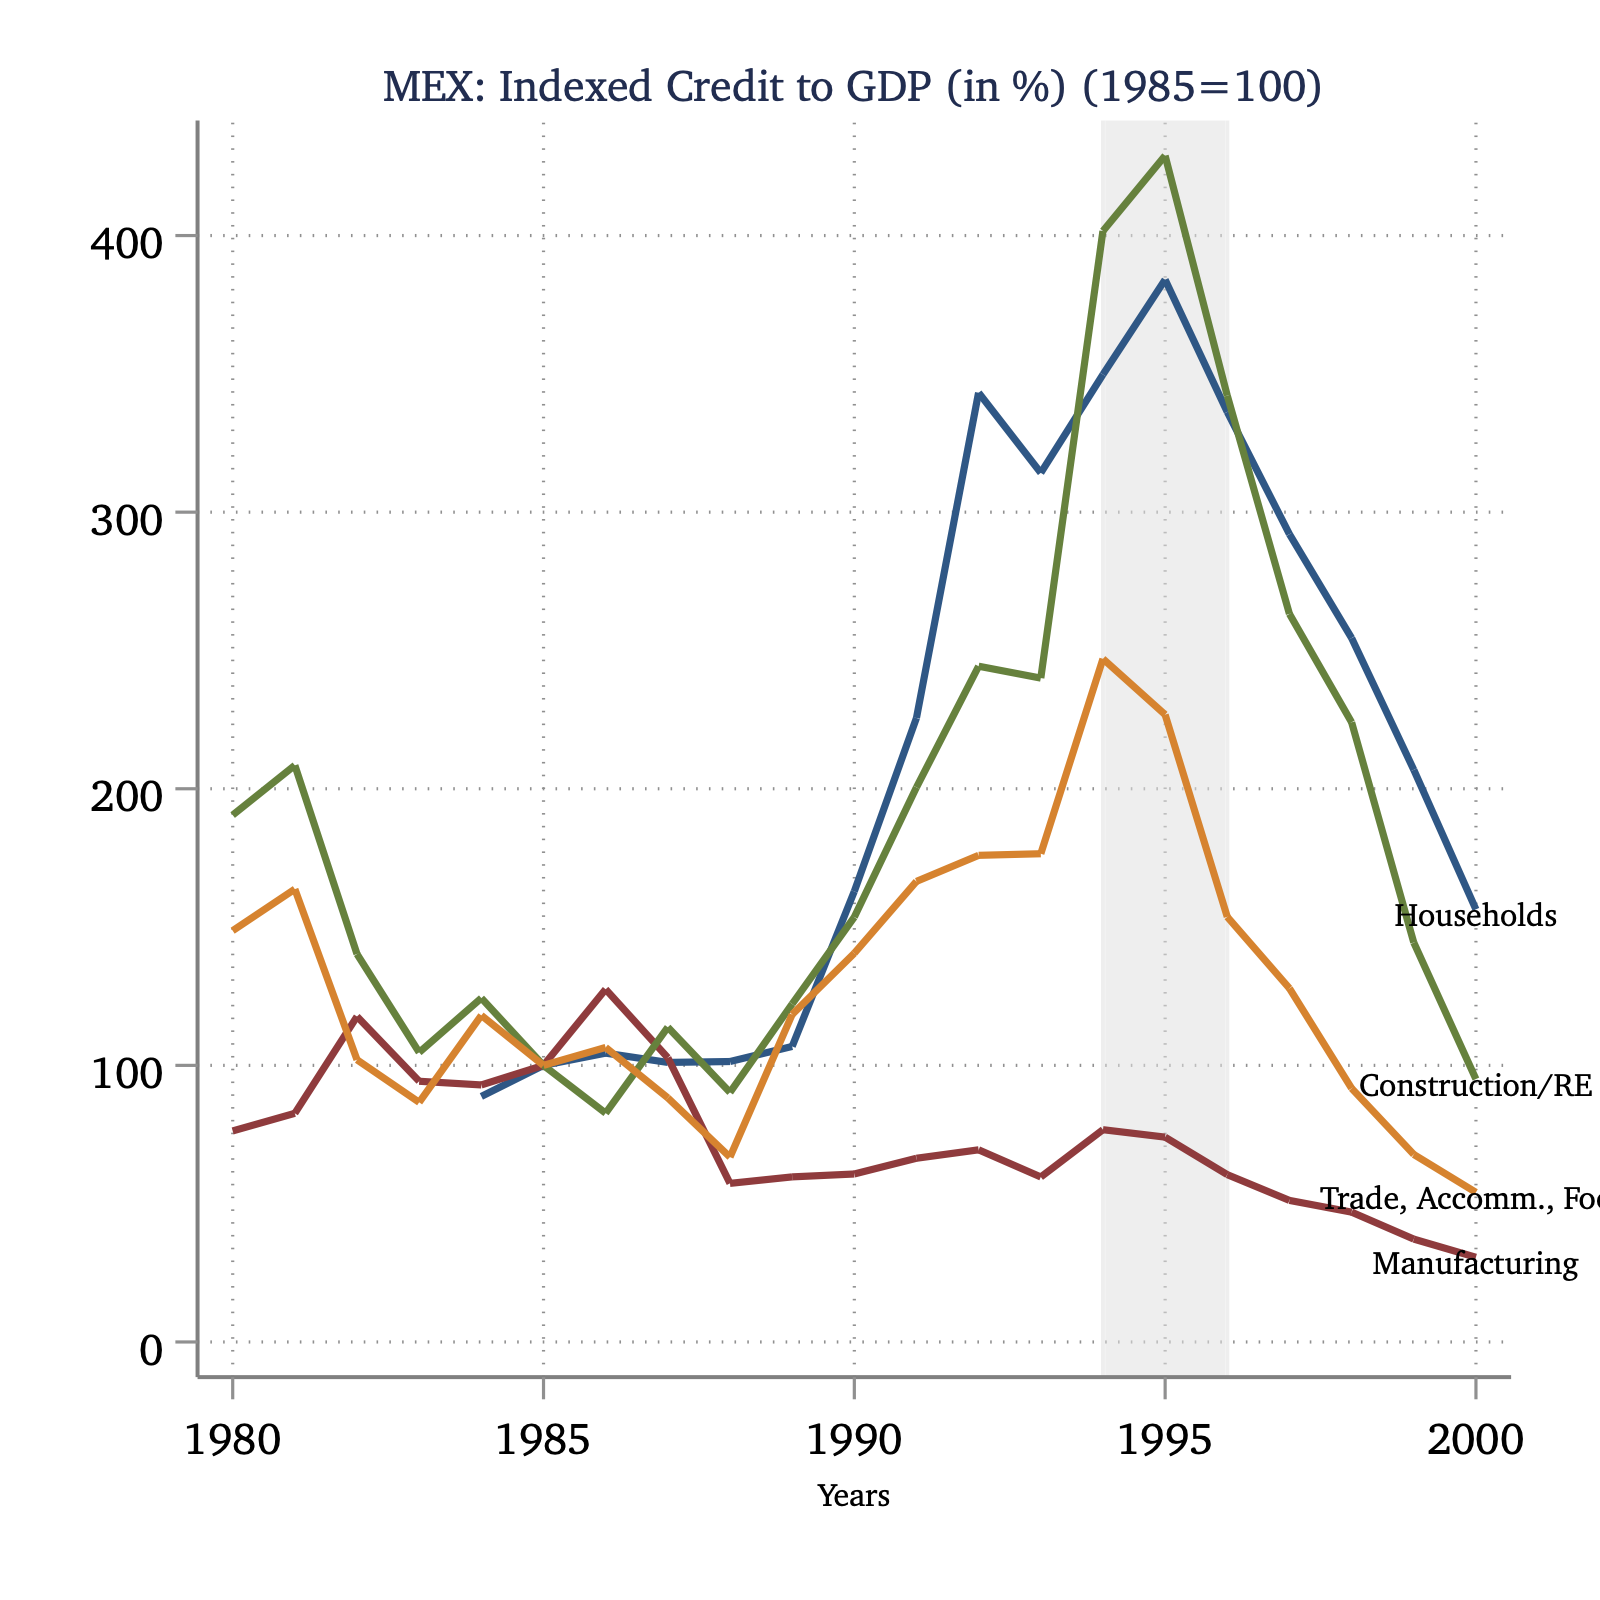 MEX: Indexed Credit to GDP (in %) (1985=100)
400
300
200
100
0
Households
Construction/RE
Trade, Accomm.,
Manufacturing
1980 1985 1990 1995 2000
Years